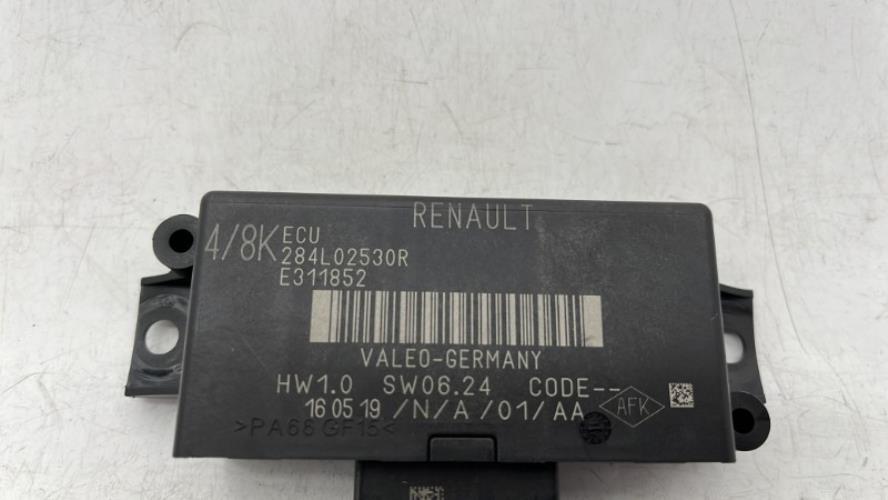 RENAULT
4/8K ECU
284L02530R
E311852
VALEO-GERMANY
HW1.0 SW06.24 CODE--
16 05 19 /N/A/01/AA AFK
>PA66 GF15<